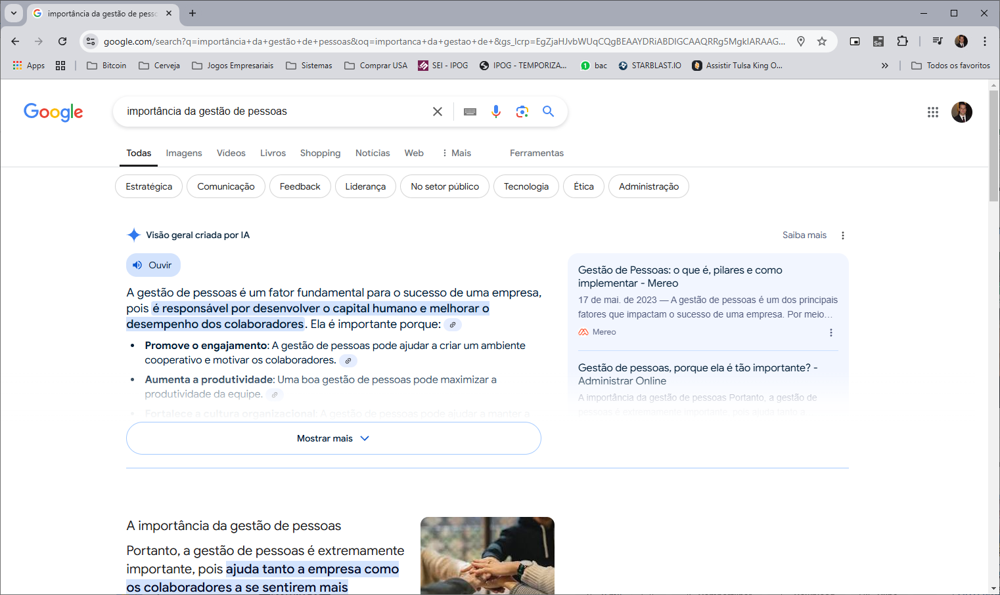 importância da gestão de pesso
google.com/search?q=importância+da+gestão+de+pessoas&oq=importanca+da+gestao+de+&gs_lcrp=EgZjaHJvbWUqCQgBEAAYDRiABDIGCAAQRRg5MgkIARAAG...
Apps
Bitcoin
Cerveja
Jogos Empresariais
Sistemas
Comprar USA
SEI - IPOG
IPOG - TEMPORIZA...
bac
STARBLAST.IO
Assistir Tulsa King O...
Todos os favoritos
Google
importância da gestão de pessoas
Todas Imagens Vídeos Livros Shopping Notícias Web Mais Ferramentas
Estratégica Comunicação Feedback Liderança No setor público Tecnologia Ética Administração
Visão geral criada por IA
Saiba mais
Ouvir
A gestão de pessoas é um fator fundamental para o sucesso de uma empresa,
pois é responsável por desenvolver o capital humano e melhorar o
desempenho dos colaboradores. Ela é importante porque:
• Promove o engajamento: A gestão de pessoas pode ajudar a criar um ambiente
cooperativo e motivar os colaboradores.
• Aumenta a produtividade: Uma boa gestão de pessoas pode maximizar a
produtividade da equipe.
• Fortalece a cultura organizacional: A gestão de pessoas pode ajudar a manter a
Mostrar mais
Gestão de Pessoas: o que é, pilares e como
implementar - Mereo
17 de mai. de 2023 — A gestão de pessoas é um dos principais
fatores que impactam o sucesso de uma empresa. Por meio...
Mereo
Gestão de pessoas, porque ela é tão importante? -
Administrar Online
A importância da gestão de pessoas Portanto, a gestão de
pessoas é extremamente importante, pois ajuda tanto a...
A importância da gestão de pessoas
Portanto, a gestão de pessoas é extremamente
importante, pois ajuda tanto a empresa como
os colaboradores a se sentirem mais